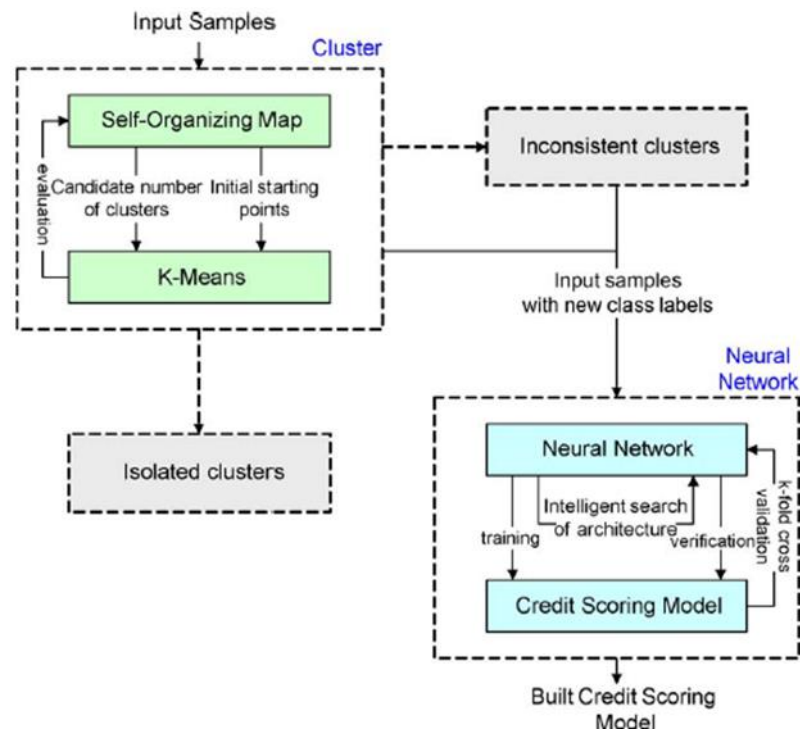 Input Samples
Cluster
Self-Organizing Map
evaluation
Candidate number
of clusters
Initial starting
points
K-Means
Inconsistent clusters
Input samples
with new class labels
Isolated clusters
Neural
Network
Neural Network
Intelligent search
of architecture
training
verification
k-fold cross
validation
Credit Scoring Model
Built Credit Scoring
Model